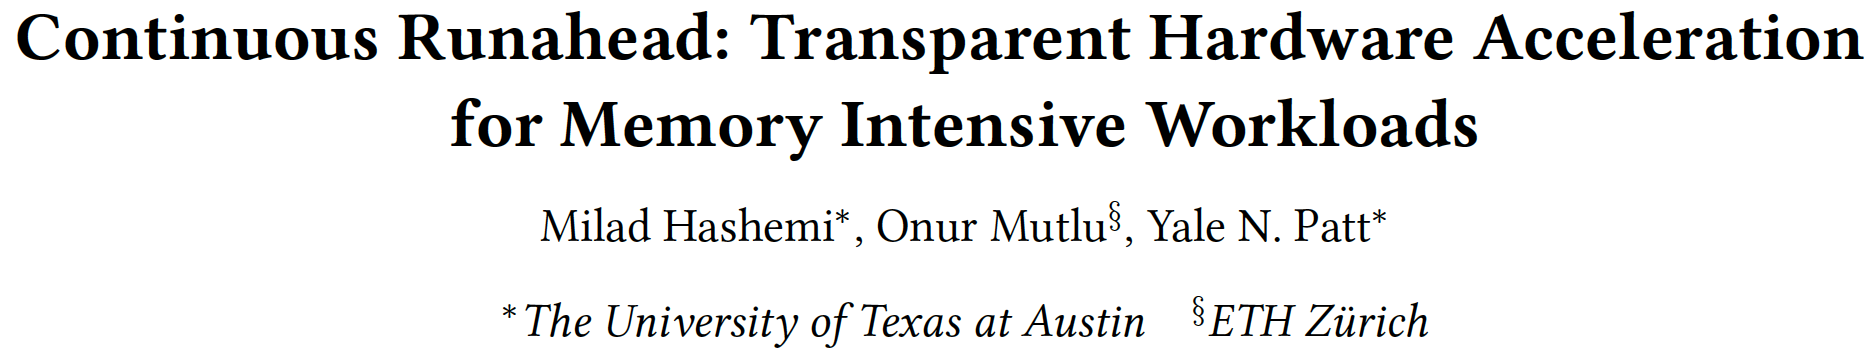 Continuous Runahead: Transparent Hardware Acceleration
for Memory Intensive Workloads
Milad Hashemi*, Onur Mutlu§, Yale N. Patt*
*The University of Texas at Austin §ETH Zürich